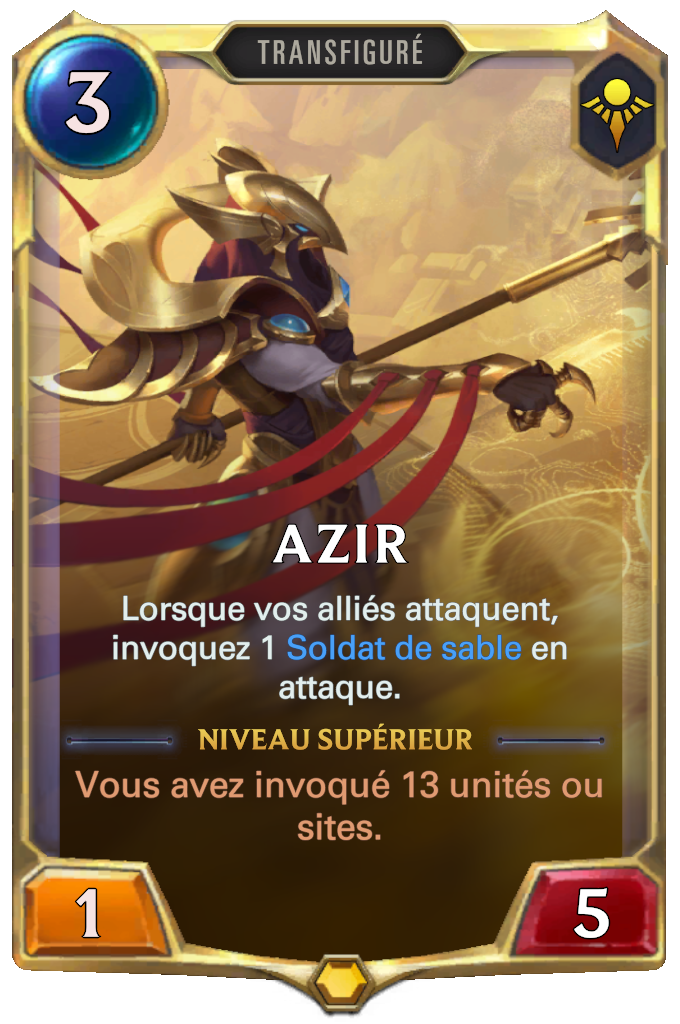 TRANSFIGURÉ
3
AZIR
Lorsque vos alliés attaquent,
invoquez 1 Soldat de sable en
attaque.
NIVEAU SUPÉRIEUR
Vous avez invoqué 13 unités ou
sites.
1
5